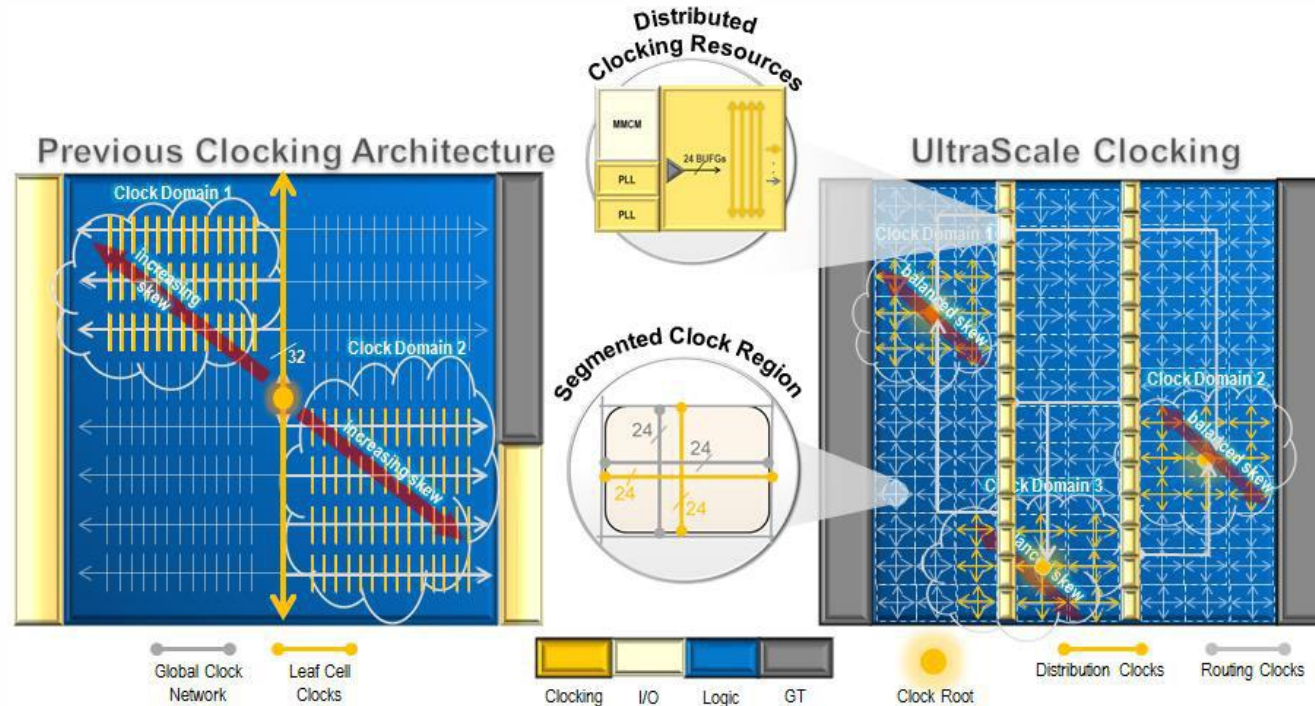 Distributed
Clocking Resources
MMCM
PLL
PLL
24 BUFGs
Previous Clocking Architecture
Clock Domain 1
increasing
skew
32
Clock Domain 2
increasing skew
Segmented Clock Region
24
24
24
24
UltraScale Clocking
Clock Domain 1
balanced skew
Clock Domain 2
balanced skew
Clock Domain 3
balanced skew
Global Clock
Network
Leaf Cell
Clocks
Clocking
I/O
Logic
GT
Clock Root
Distribution Clocks
Routing Clocks